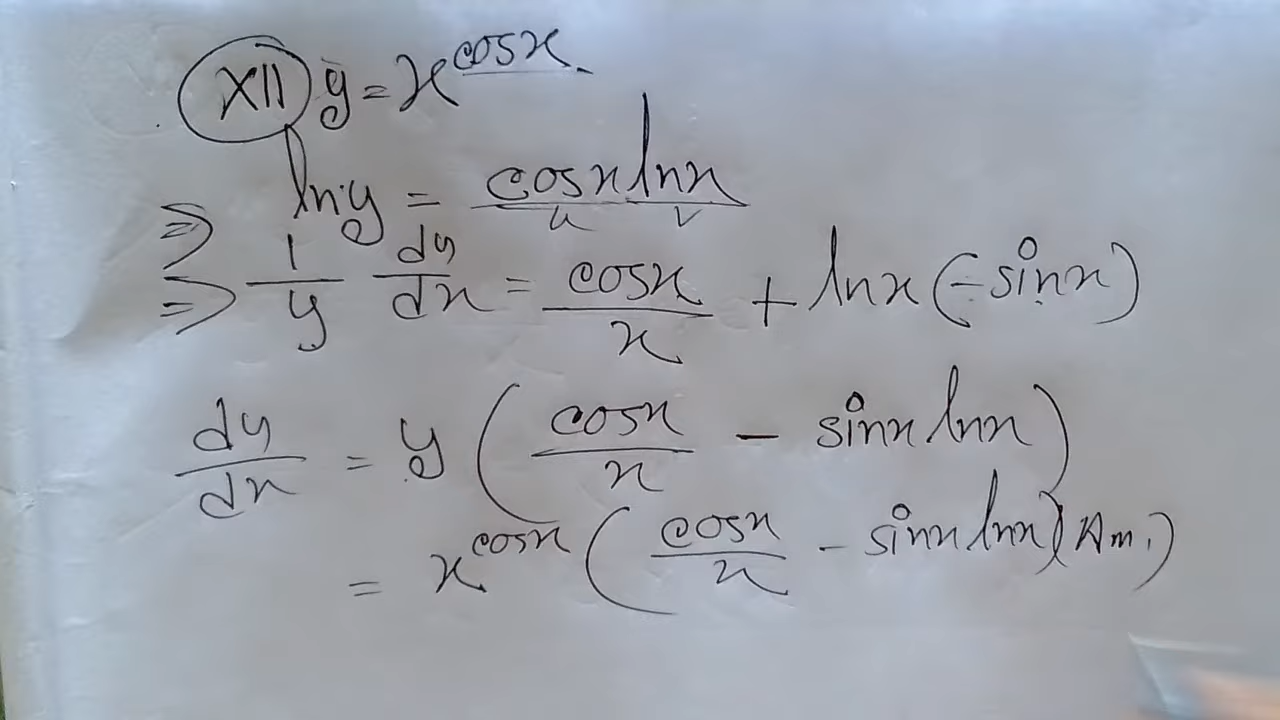 XII y = x^cosx
⇒ ln y = cosx lnx
u v
⇒ 1/y dy/dx = cosx/x + lnx (-sinx)
dy/dx = y ( cosx/x - sinx lnx )
= x^cosx ( cosx/x - sinx lnx ) (Am.)